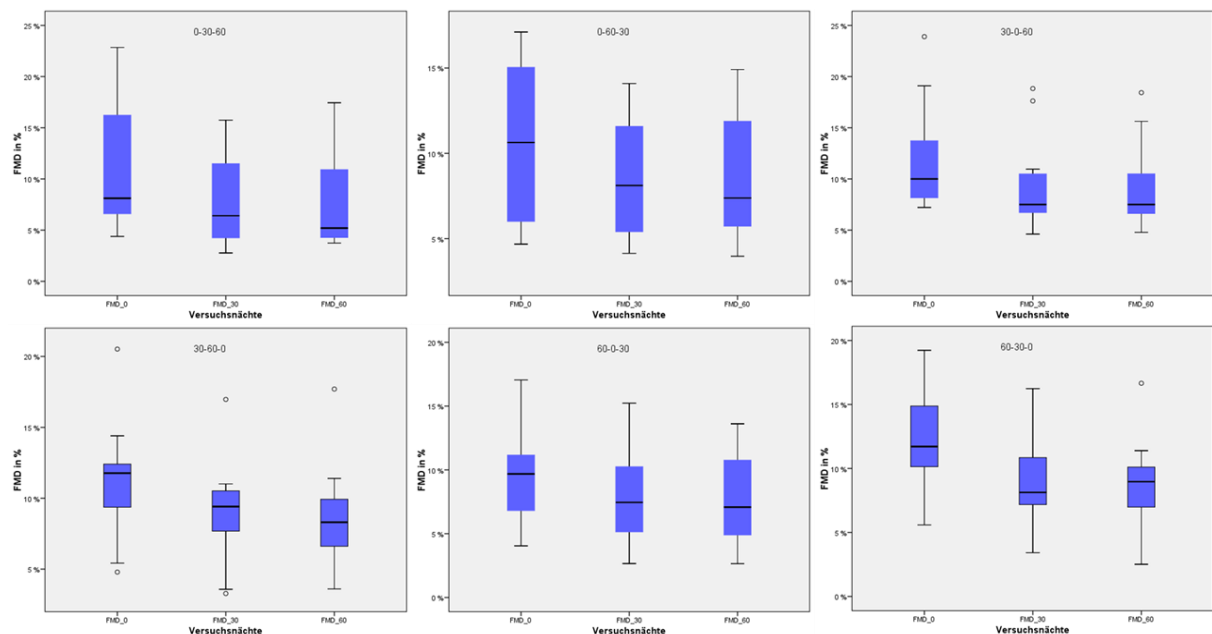 0-30-60
FMD in %
25 %
20 %
15 %
10 %
5 %
0 %
FMD_0 FMD_30 FMD_60
Versuchsnächte
0-60-30
FMD in %
15 %
10 %
5 %
FMD_0 FMD_30 FMD_60
Versuchsnächte
30-0-60
FMD in %
25 %
20 %
15 %
10 %
5 %
0 %
FMD_0 FMD_30 FMD_60
Versuchsnächte
30-60-0
FMD in %
20 %
15 %
10 %
5 %
FMD_0 FMD_30 FMD_60
Versuchsnächte
60-0-30
FMD in %
20 %
15 %
10 %
5 %
0 %
FMD_0 FMD_30 FMD_60
Versuchsnächte
60-30-0
FMD in %
20 %
15 %
10 %
5 %
0 %
FMD_0 FMD_30 FMD_60
Versuchsnächte